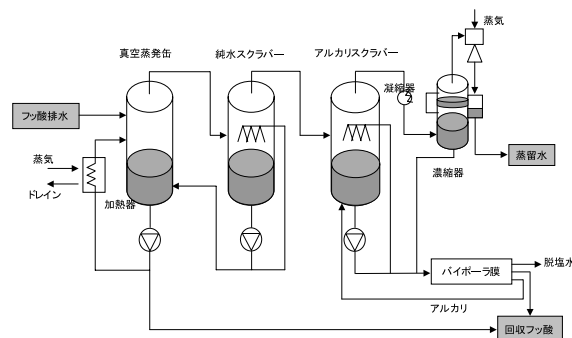 蒸気
真空蒸発缶
純水スクラバー
アルカリスクラバー
凝縮器
フッ酸排水
蒸気
ドレイン
加熱器
蒸留水
濃縮器
バイポーラ膜
脱塩水
アルカリ
回収フッ酸